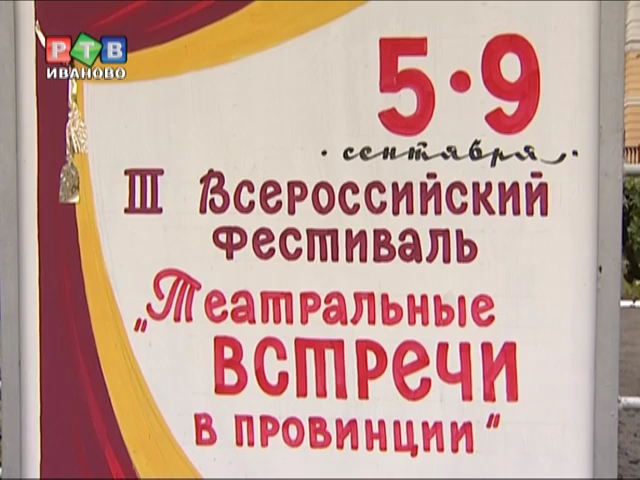 РТВ
ИВАНОВО
5·9
·сентября·
III Всероссийский
фестиваль
„Театральные
встречи
в провинции"